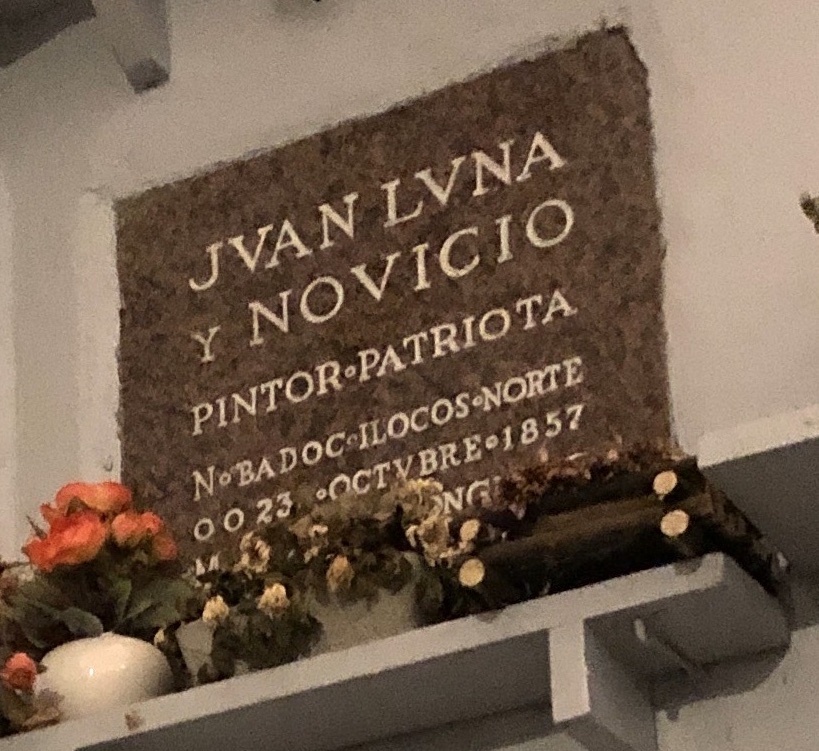 JVAN LVNA
Y NOVICIO
PINTOR∘PATRIOTA
N∘BADOC∘ILOCOS∘NORTE
O O 23 ∘OCTVBRE∘1857